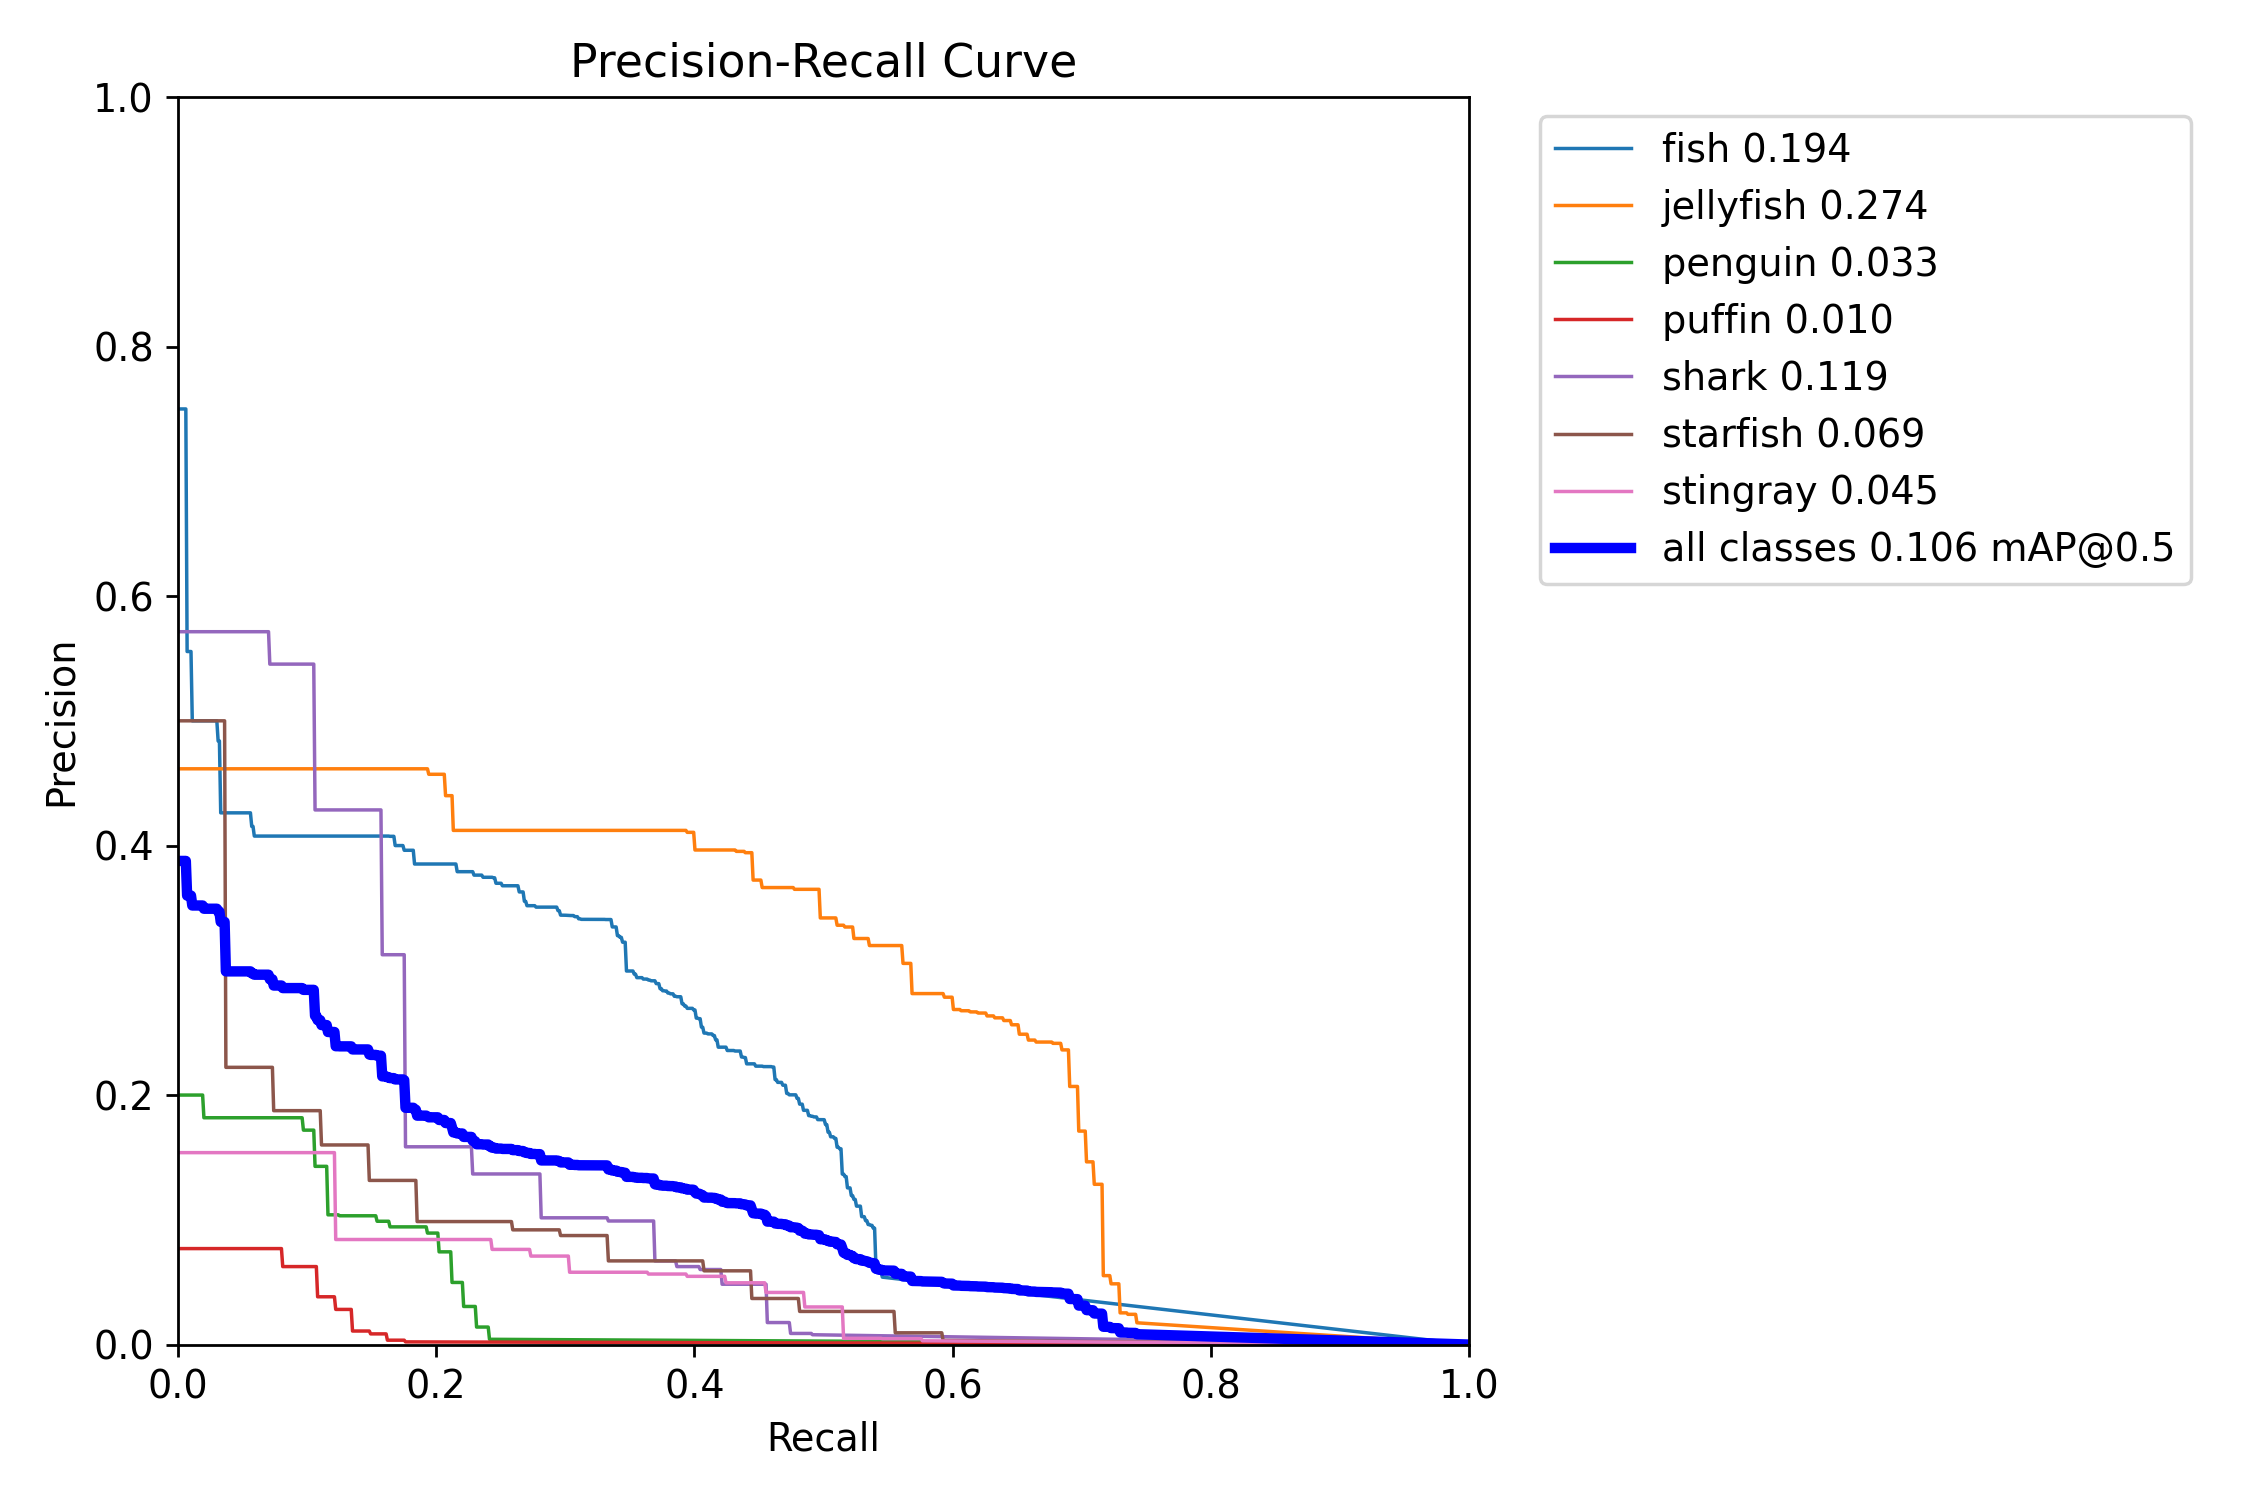 Precision-Recall Curve
1.0
0.8
0.6
0.4
0.2
0.0
Precision
0.0 0.2 0.4 0.6 0.8 1.0
Recall
fish 0.194
jellyfish 0.274
penguin 0.033
puffin 0.010
shark 0.119
starfish 0.069
stingray 0.045
all classes 0.106 mAP@0.5